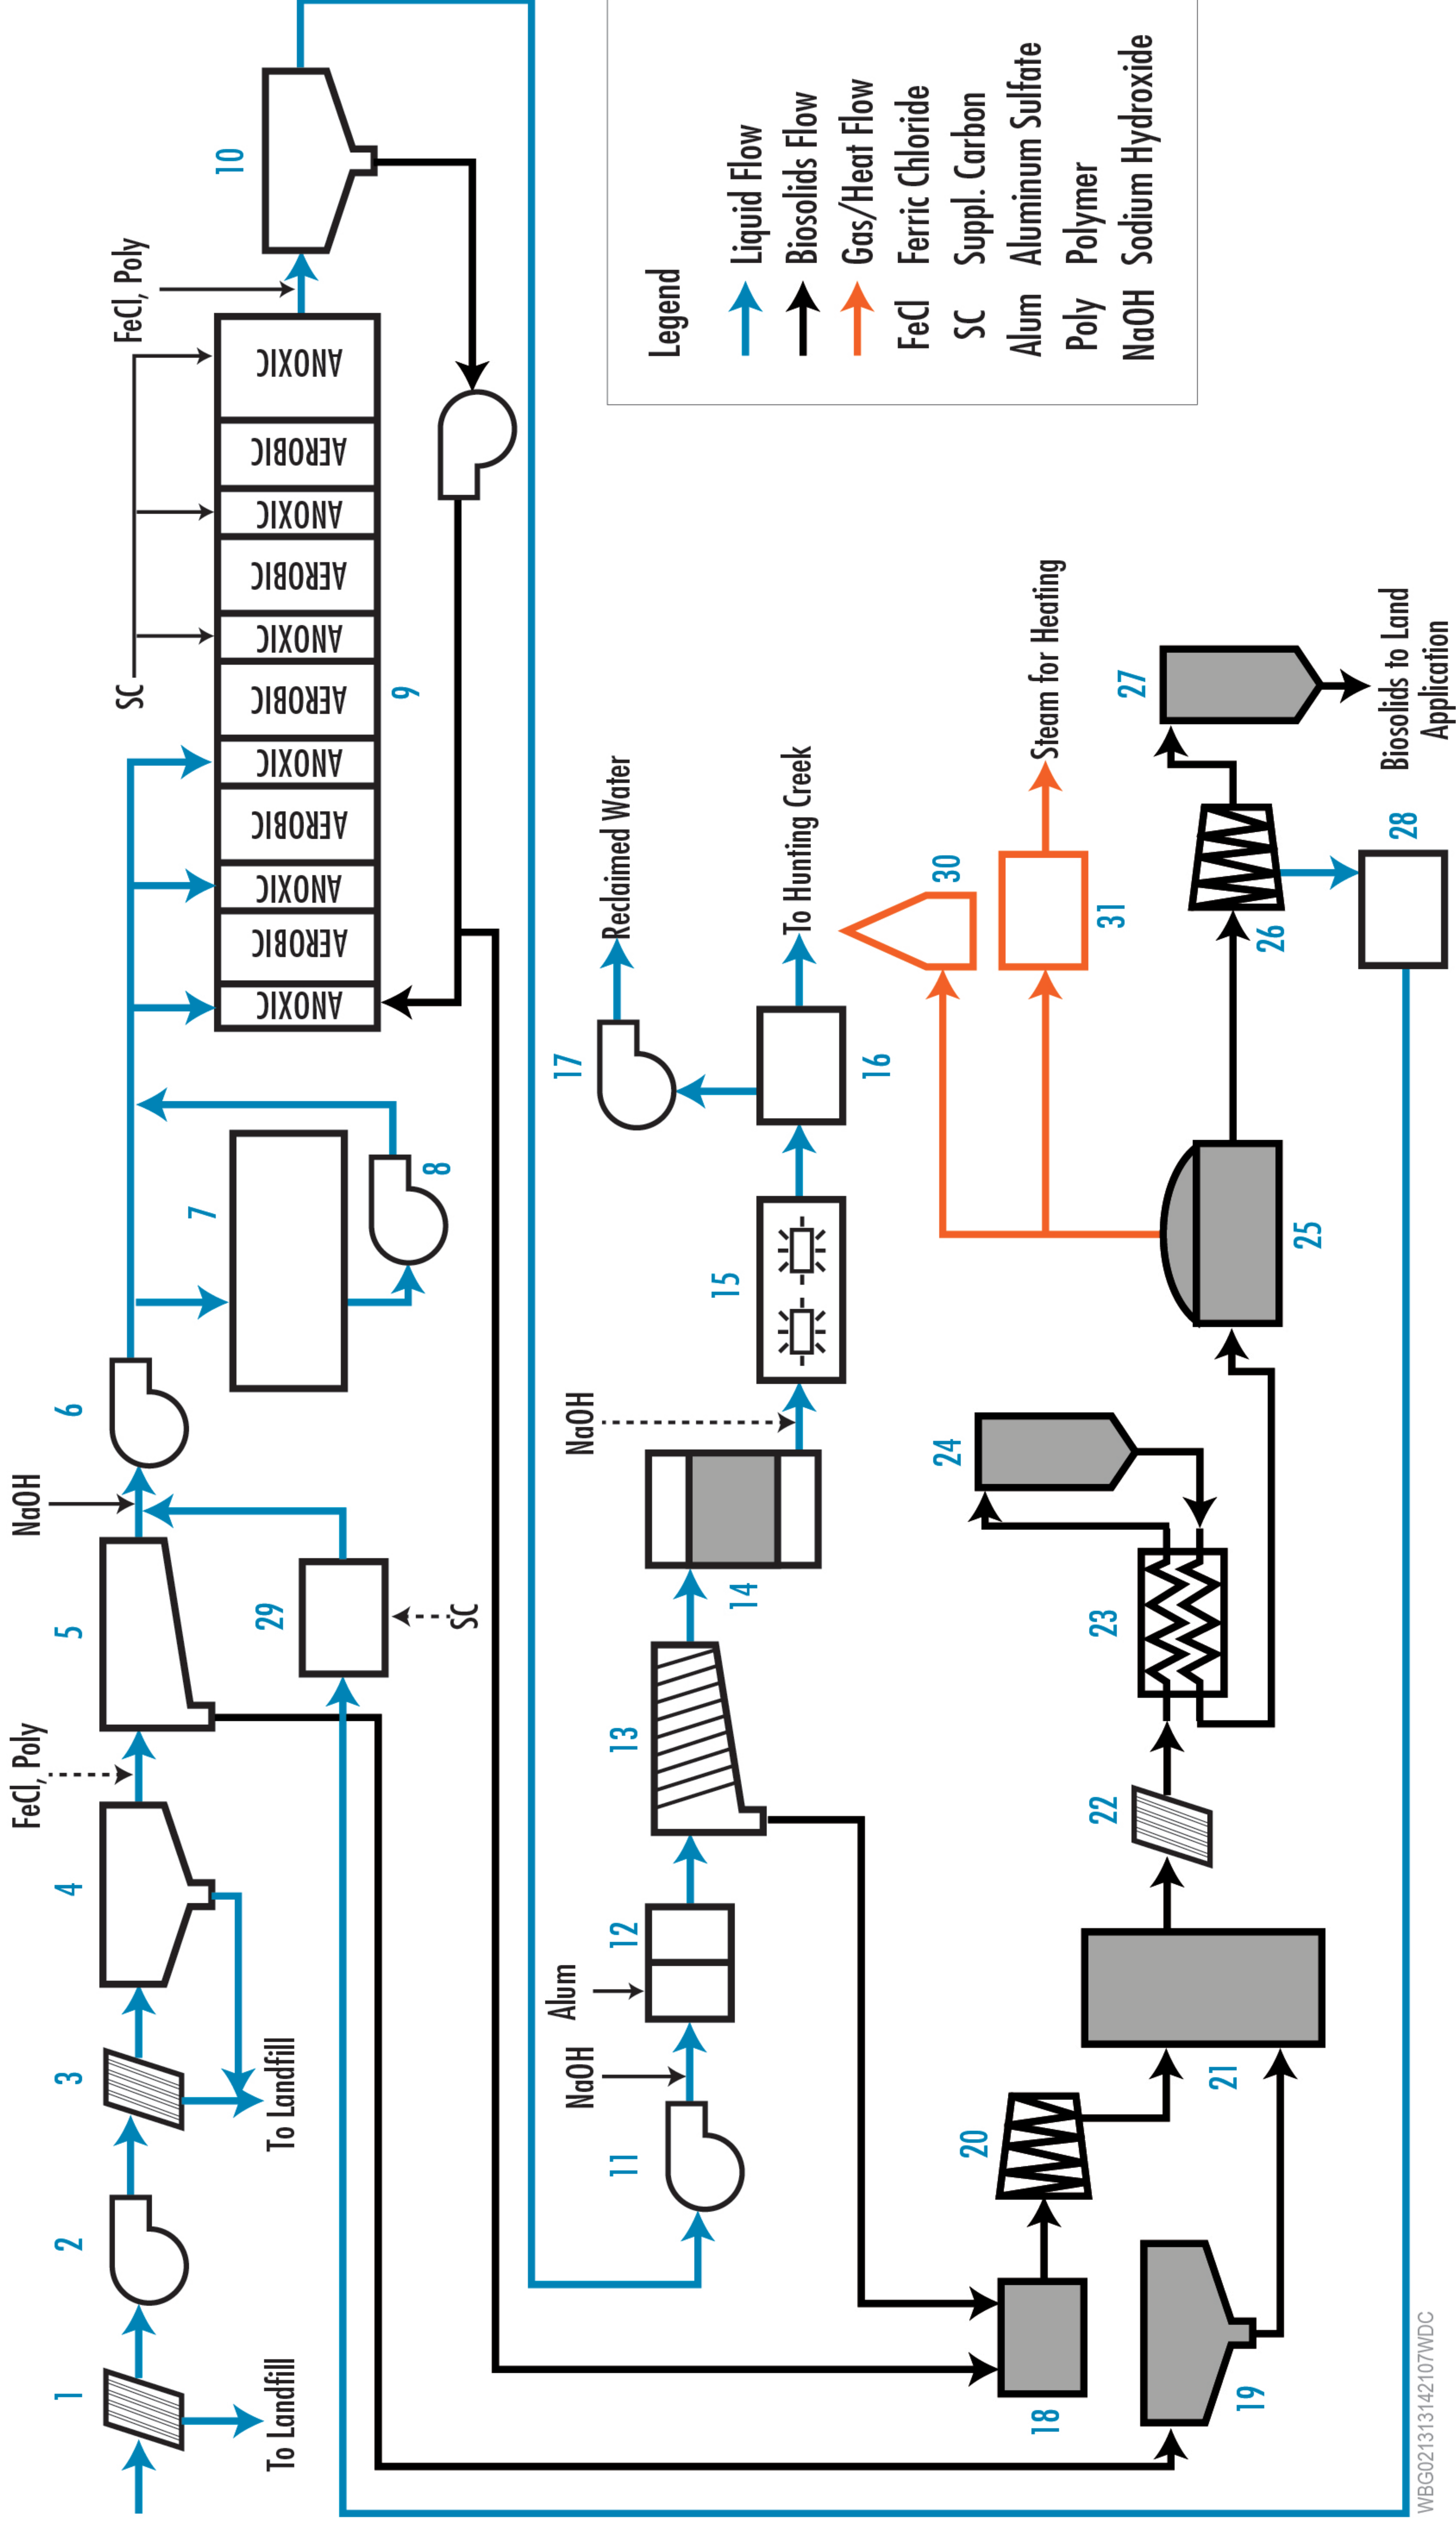 1
2
3
4
5
6
7
8
9
10
To Landfill
To Landfill
FeCl, Poly
NaOH
29
SC
SC
FeCl, Poly
ANOXIC
AEROBIC
ANOXIC
AEROBIC
ANOXIC
AEROBIC
ANOXIC
AEROBIC
ANOXIC
AEROBIC
ANOXIC
11
NaOH
Alum
12
13
14
NaOH
15
16
17
Reclaimed Water
To Hunting Creek
18
19
20
21
22
23
24
25
26
27
28
30
31
Steam for Heating
Biosolids to Land
Application
Legend
Liquid Flow
Biosolids Flow
Gas/Heat Flow
FeCl Ferric Chloride
SC Suppl. Carbon
Alum Aluminum Sulfate
Poly Polymer
NaOH Sodium Hydroxide
WBG021313142107WDC